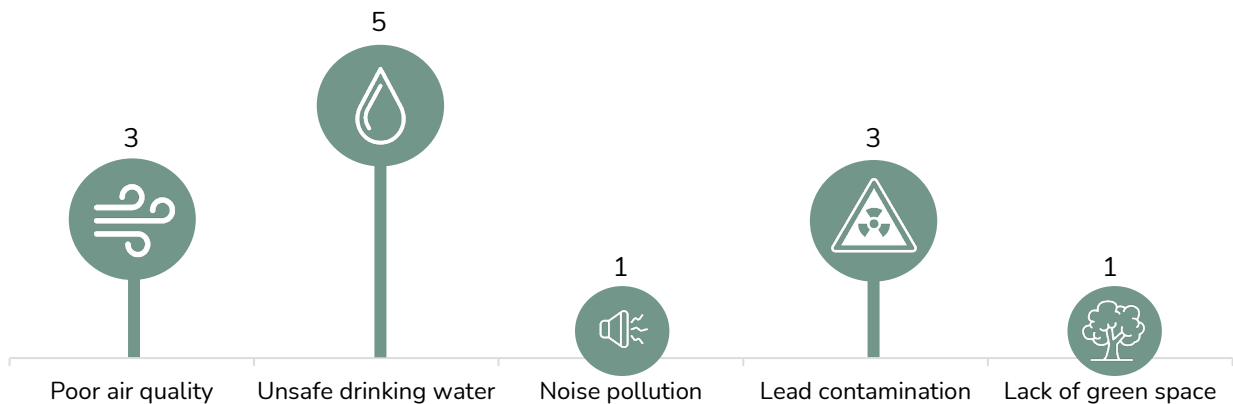 5
3
3
1
1
Poor air quality
Unsafe drinking water
Noise pollution
Lead contamination
Lack of green space